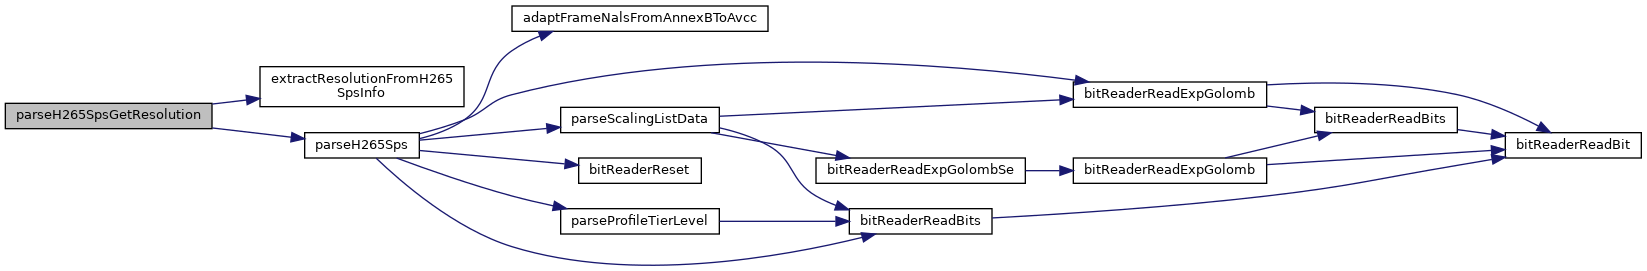 adaptFrameNalsFromAnnexBToAvcc
extractResolutionFromH265
SpsInfo
parseH265SpsGetResolution
parseH265Sps
parseScalingListData
bitReaderReset
parseProfileTierLevel
bitReaderReadExpGolombSe
bitReaderReadBits
bitReaderReadExpGolomb
bitReaderReadExpGolomb
bitReaderReadBits
bitReaderReadBit